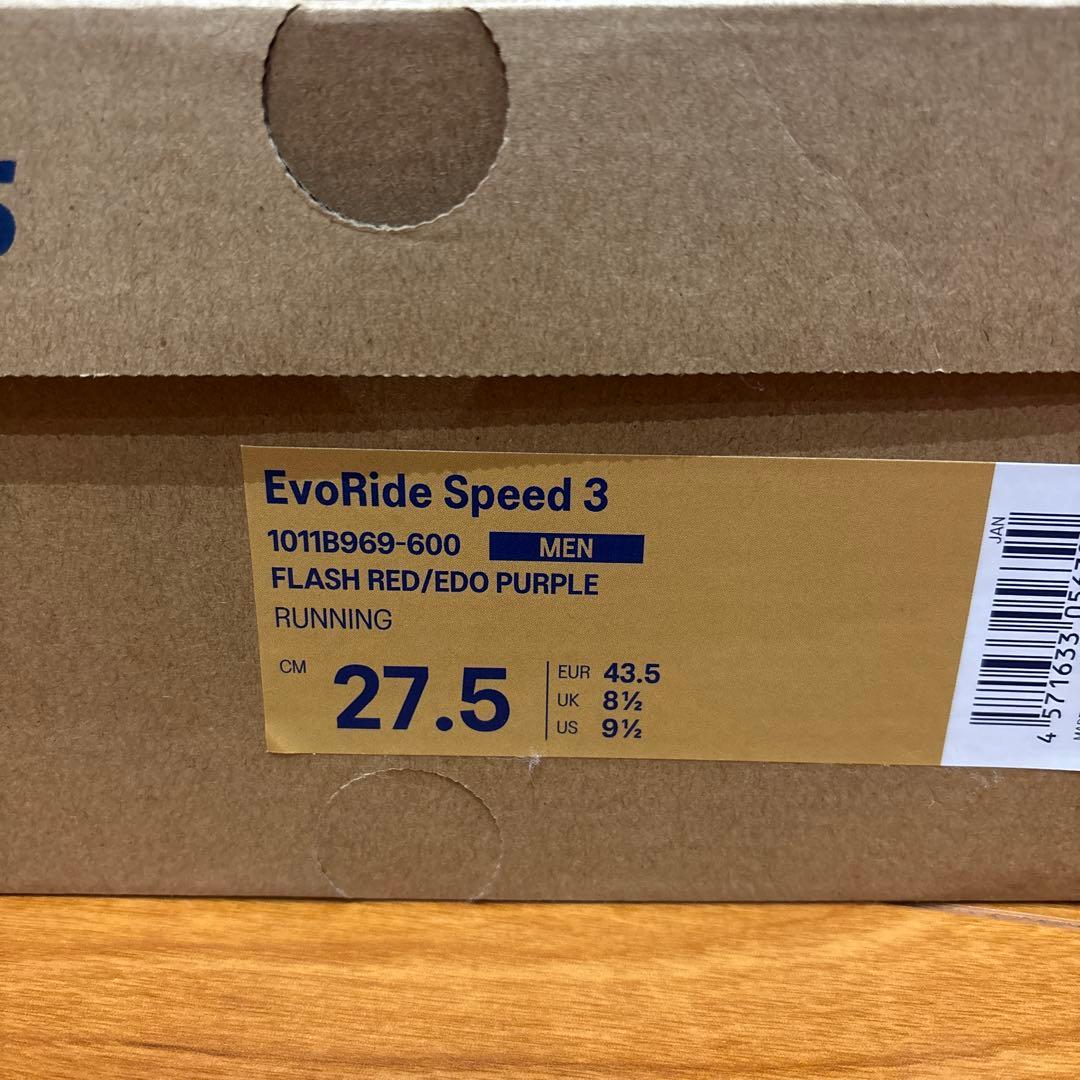 EvoRide Speed 3
1011B969-600 MEN
FLASH RED/EDO PURPLE
RUNNING
CM 27.5
EUR 43.5
UK 8½
US 9½
JAN